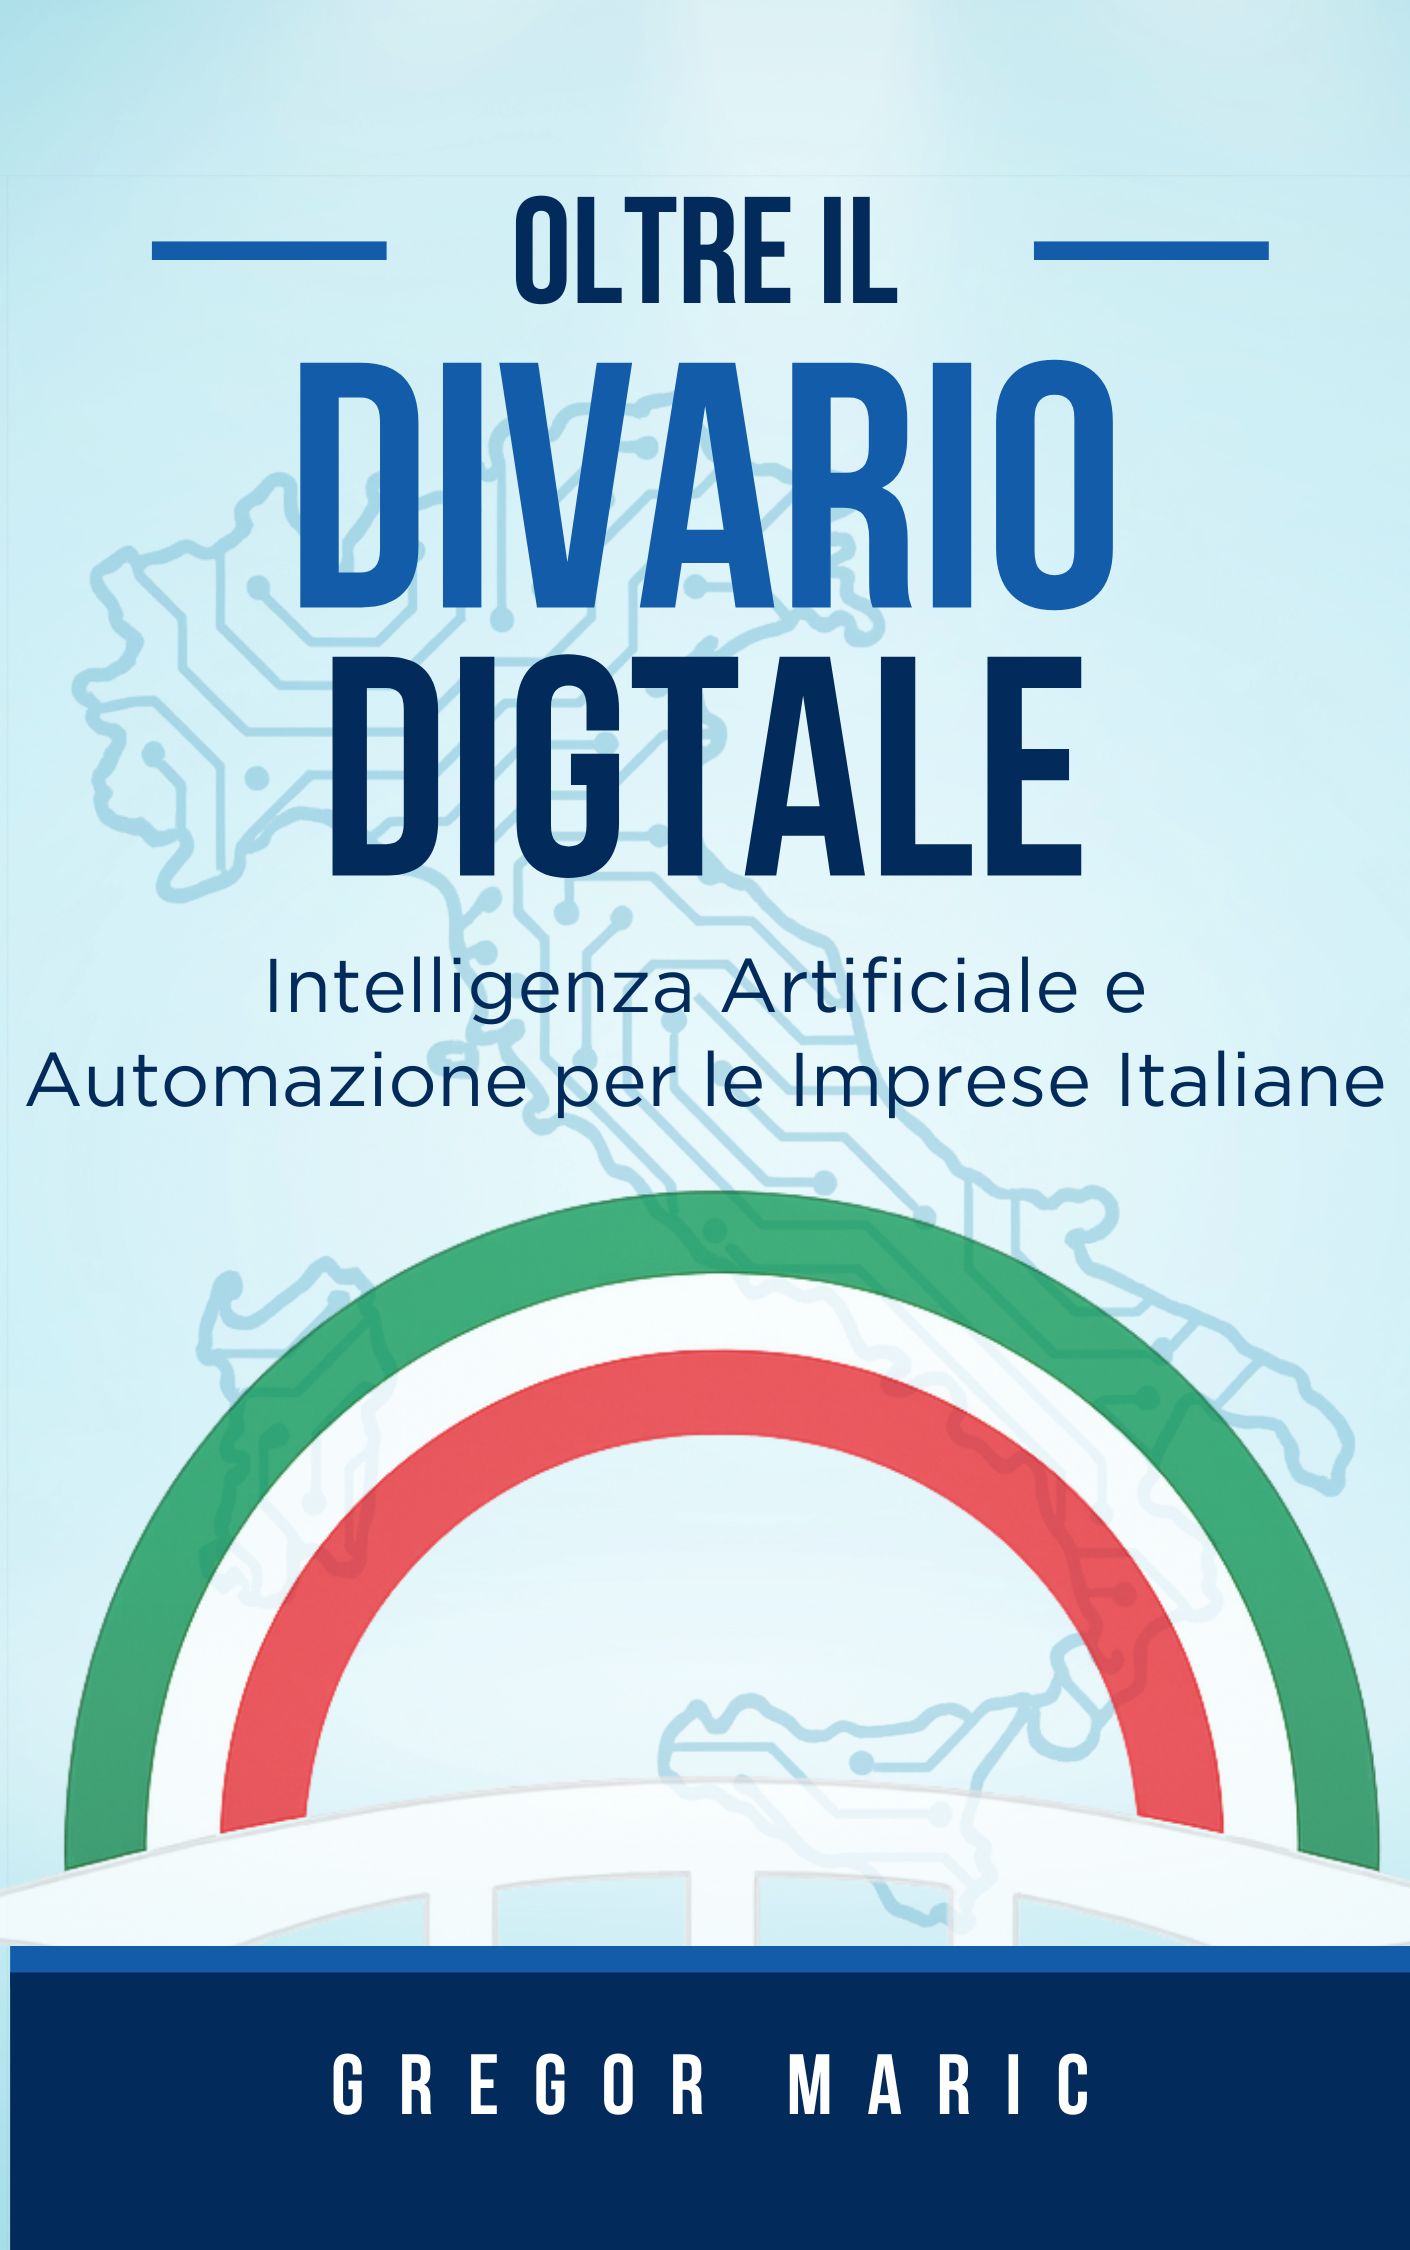 OLTRE IL
DIVARIO
DIGTALE
Intelligenza Artificiale e
Automazione per le Imprese Italiane
GREGOR MARIC